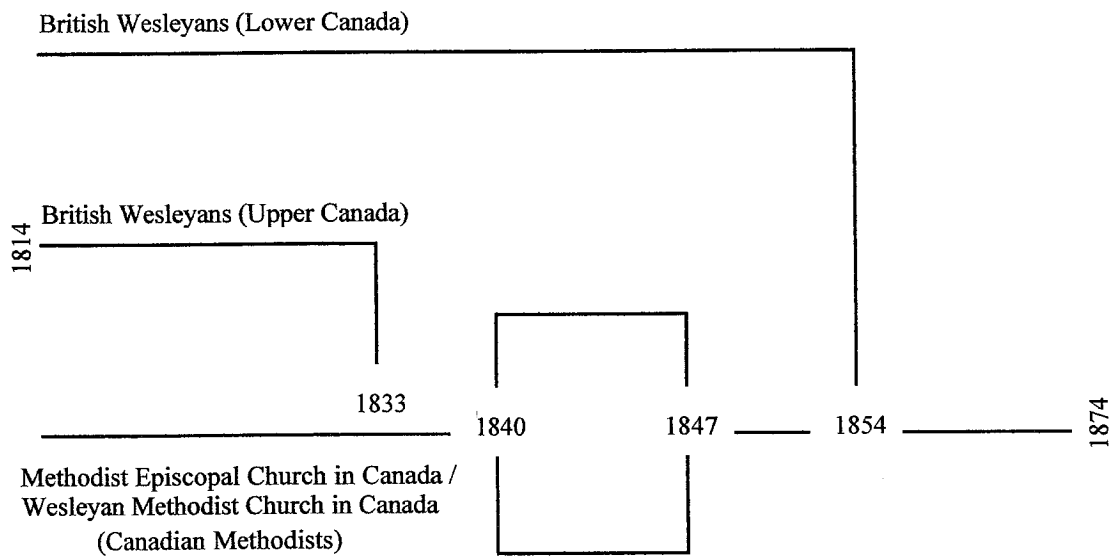 British Wesleyans (Lower Canada)
British Wesleyans (Upper Canada)
1814
1833
1840
1847
1854
1874
Methodist Episcopal Church in Canada /
Wesleyan Methodist Church in Canada
(Canadian Methodists)